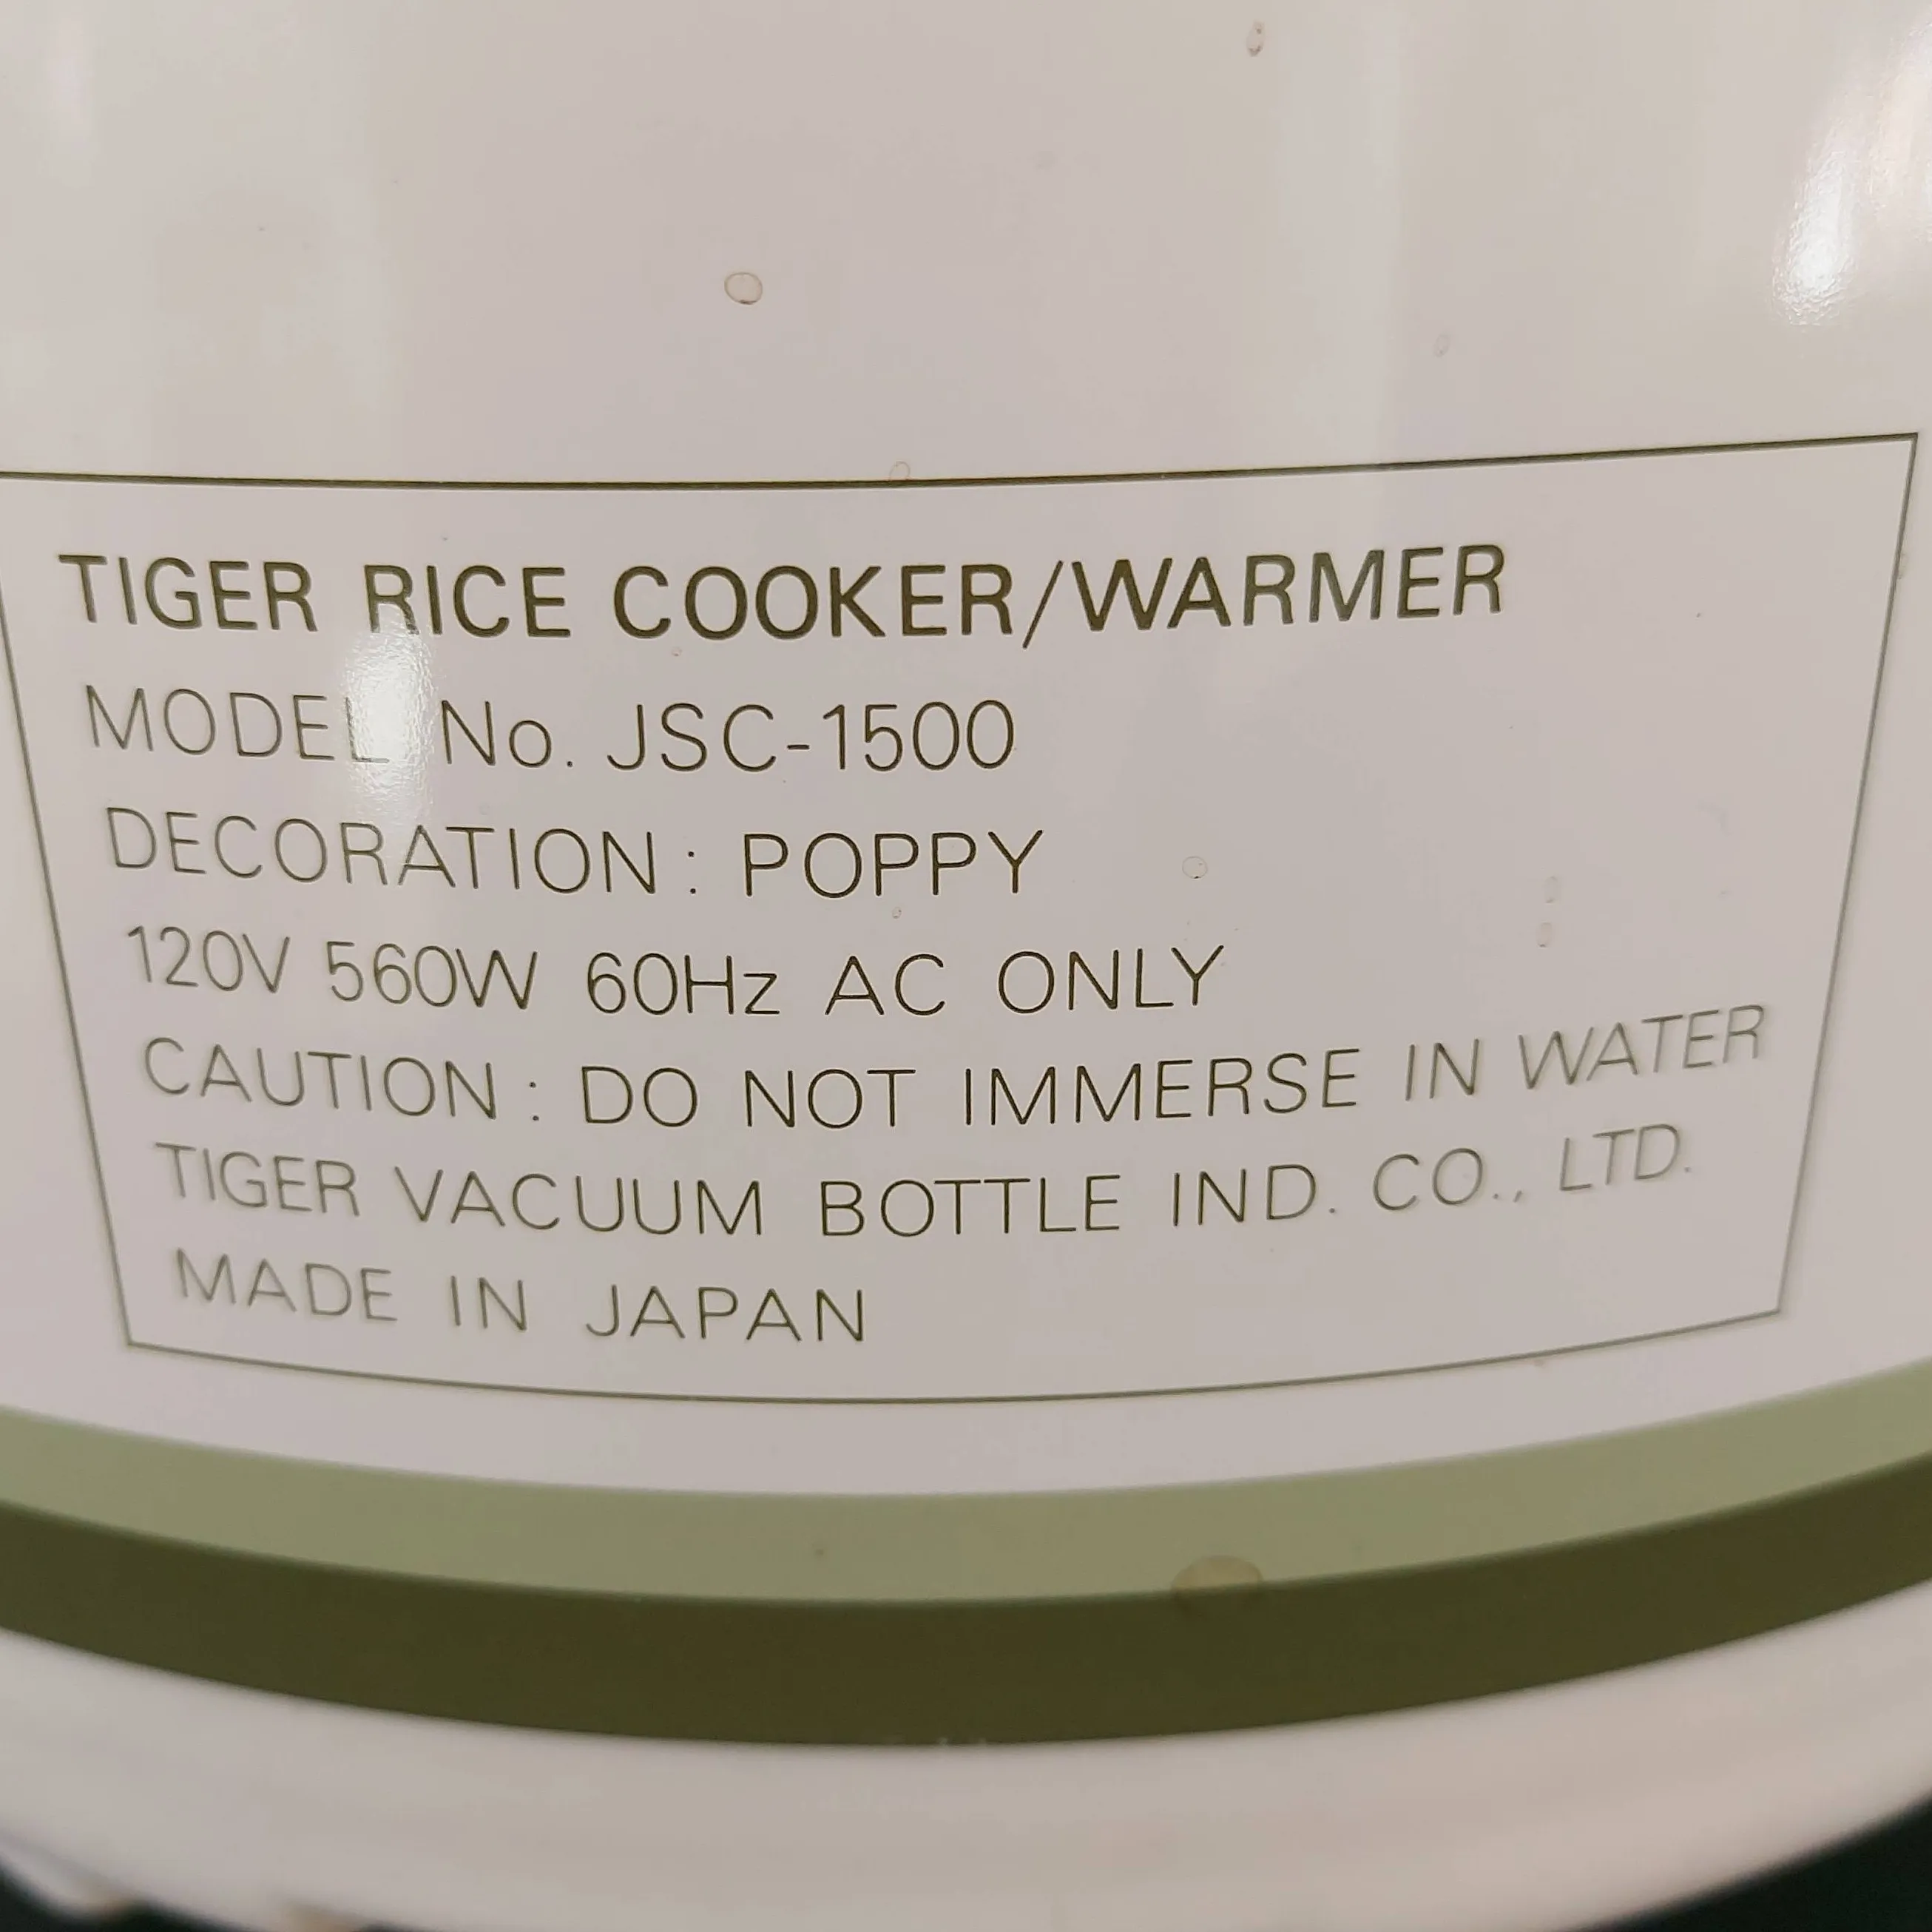 TIGER RICE COOKER/WARMER
MODEL No. JSC-1500
DECORATION : POPPY
120V 560W 60Hz AC ONLY
CAUTION : DO NOT IMMERSE IN WATER
TIGER VACUUM BOTTLE IND. CO., LTD.
MADE IN JAPAN